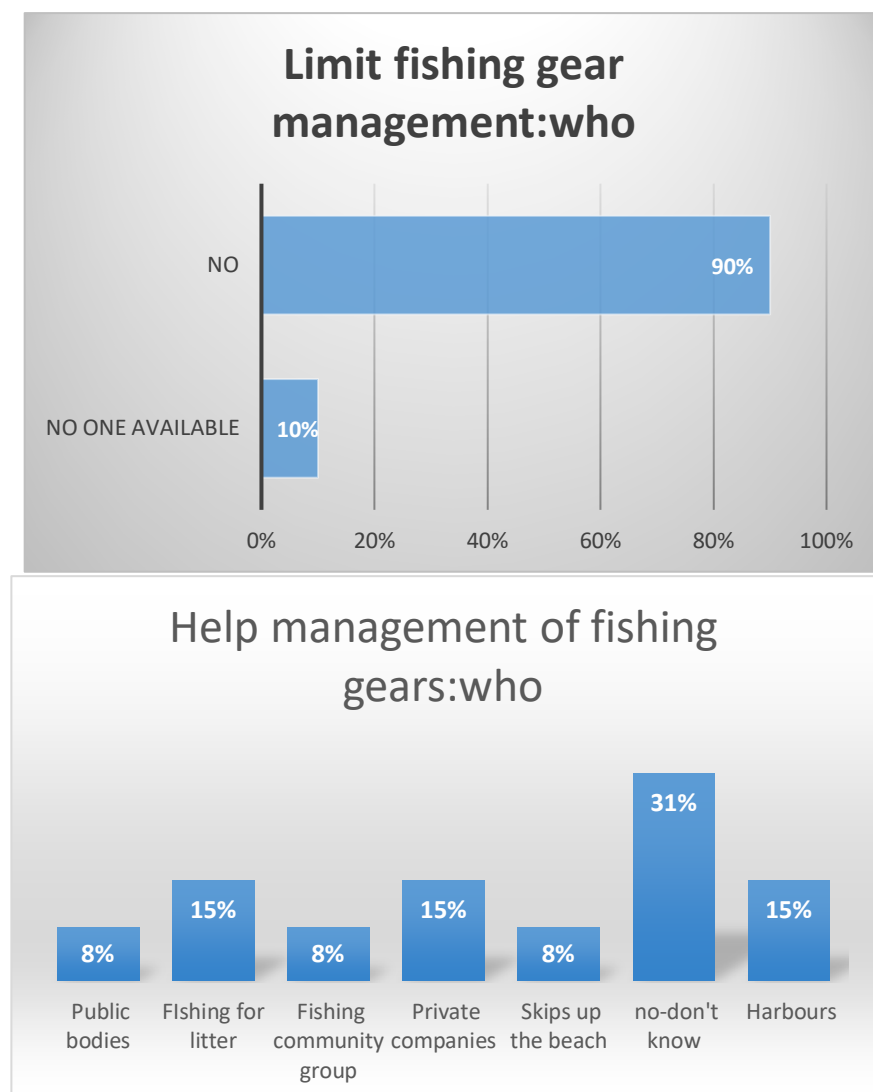 Limit fishing gear
management:who
NO
90%
NO ONE AVAILABLE
10%
0%
20%
40%
60%
80%
100%
Help management of fishing
gears:who
8%
15%
8%
15%
8%
31%
15%
Public
bodies
FIshing for
litter
Fishing
community
group
Private
companies
Skips up
the beach
no-don't
know
Harbours